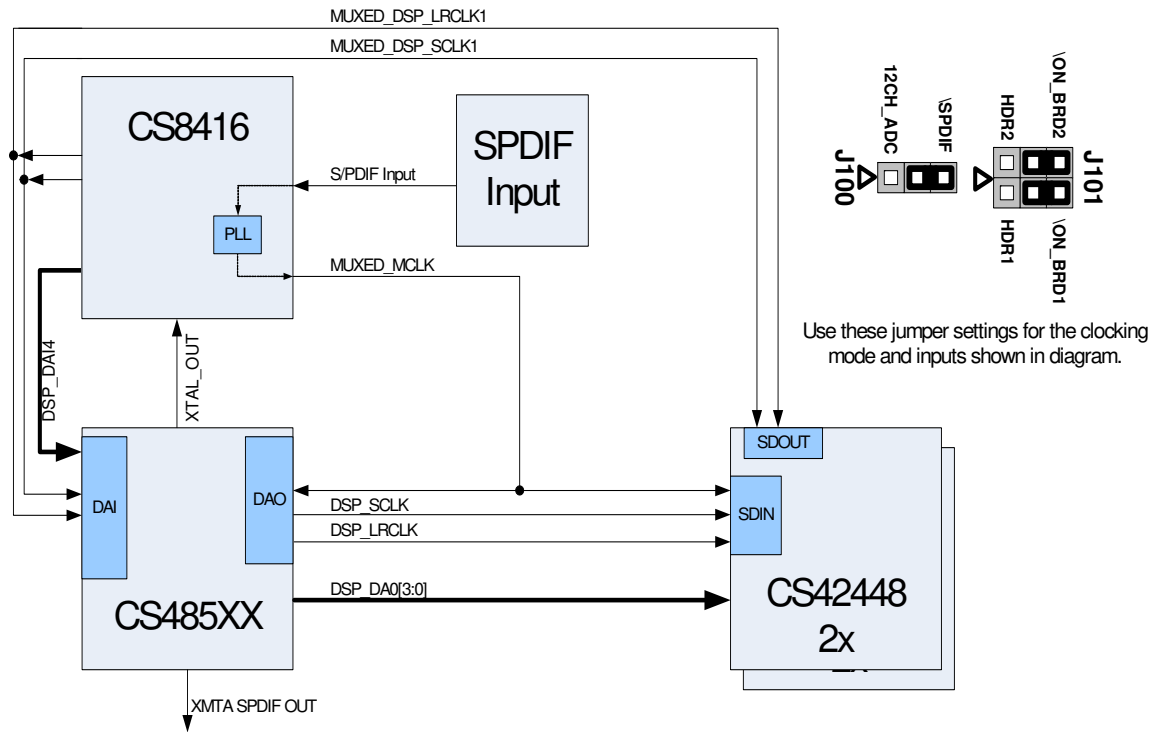 MUXED_DSP_LRCLK1
MUXED_DSP_SCLK1
CS8416
SPDIF
Input
S/PDIF Input
PLL
MUXED_MCLK
12CH_ADC
\SPDIF
J100
HDR2
\ON_BRD2
J101
HDR1
\ON_BRD1
Use these jumper settings for the clocking
mode and inputs shown in diagram.
DSP_DAI4
XTAL_OUT
SDOUT
DAI
DAO
DSP_SCLK
SDIN
DSP_LRCLK
DSP_DA0[3:0]
CS485XX
CS42448
2x
XMTA SPDIF OUT